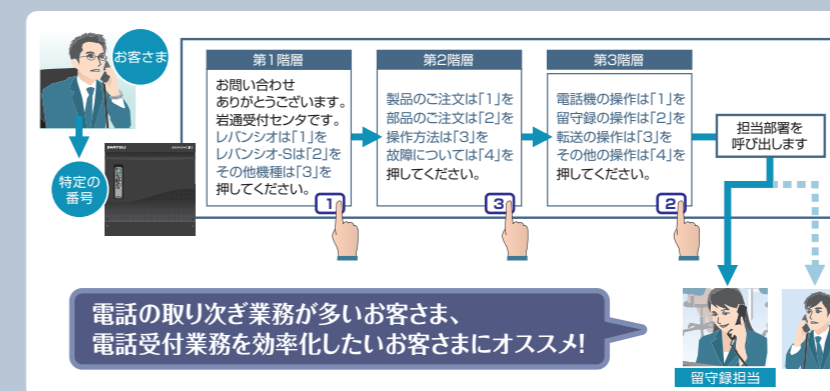 お客さま
特定の
番号
第1階層
お問い合わせ
ありがとうございます。
岩通受付センタです。
レバンシオは「1」を
レバンシオ-Sは「2」を
その他機種は「3」を
押してください。
1
第2階層
製品のご注文は「1」を
部品のご注文は「2」を
操作方法は「3」を
故障については「4」を
押してください。
3
第3階層
電話機の操作は「1」を
留守録の操作は「2」を
転送の操作は「3」を
その他の操作は「4」を
押してください。
2
担当部署を
呼び出します
留守録担当
電話の取り次ぎ業務が多いお客さま、
電話受付業務を効率化したいお客さまにオススメ!